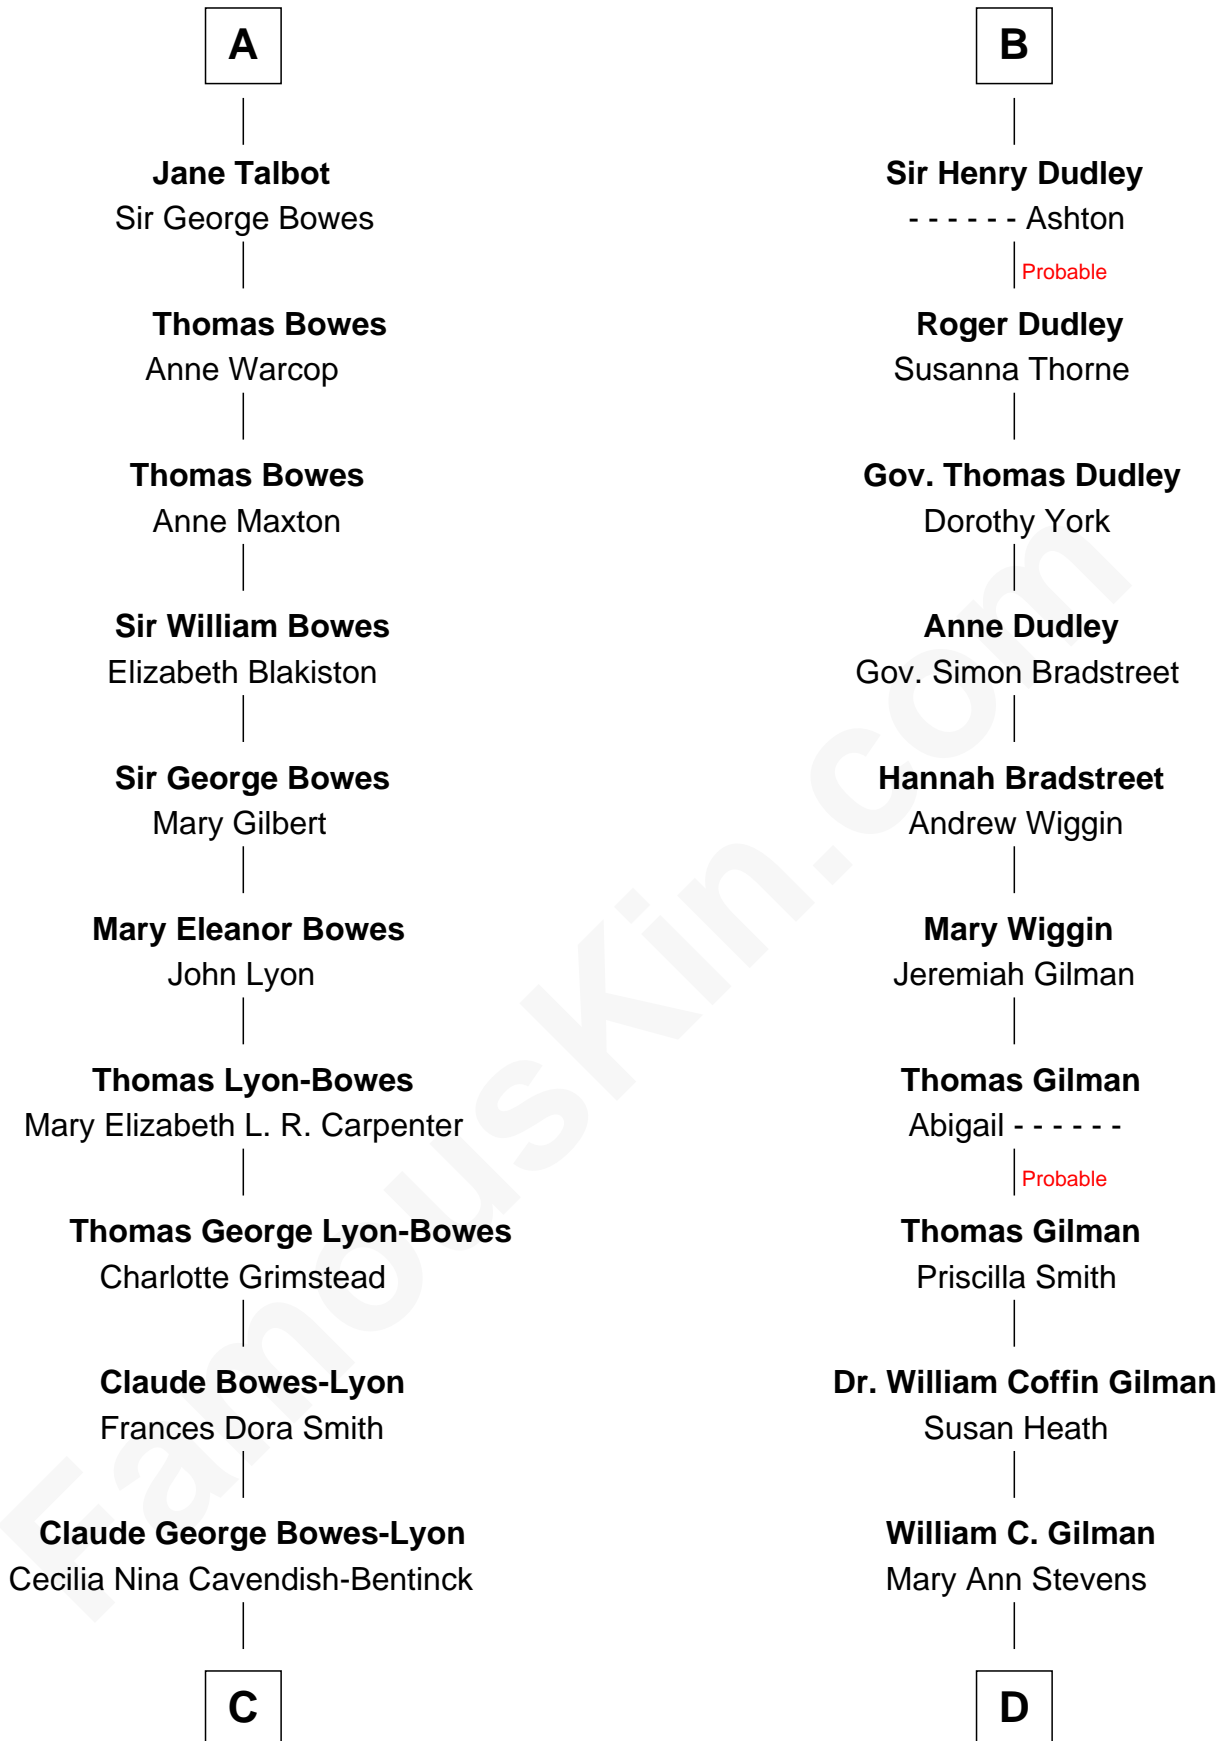 A
Jane Talbot
Sir George Bowes
Thomas Bowes
Anne Warcop
Thomas Bowes
Anne Maxton
Sir William Bowes
Elizabeth Blakiston
Sir George Bowes
Mary Gilbert
Mary Eleanor Bowes
John Lyon
Thomas Lyon-Bowes
Mary Elizabeth L. R. Carpenter
Thomas George Lyon-Bowes
Charlotte Grimstead
Claude Bowes-Lyon
Frances Dora Smith
Claude George Bowes-Lyon
Cecilia Nina Cavendish-Bentinck
C
B
Sir Henry Dudley
- - - - - - Ashton
Probable
Roger Dudley
Susanna Thorne
Gov. Thomas Dudley
Dorothy York
Anne Dudley
Gov. Simon Bradstreet
Hannah Bradstreet
Andrew Wiggin
Mary Wiggin
Jeremiah Gilman
Thomas Gilman
Abigail - - - - - -
Probable
Thomas Gilman
Priscilla Smith
Dr. William Coffin Gilman
Susan Heath
William C. Gilman
Mary Ann Stevens
D
FamousKin.com